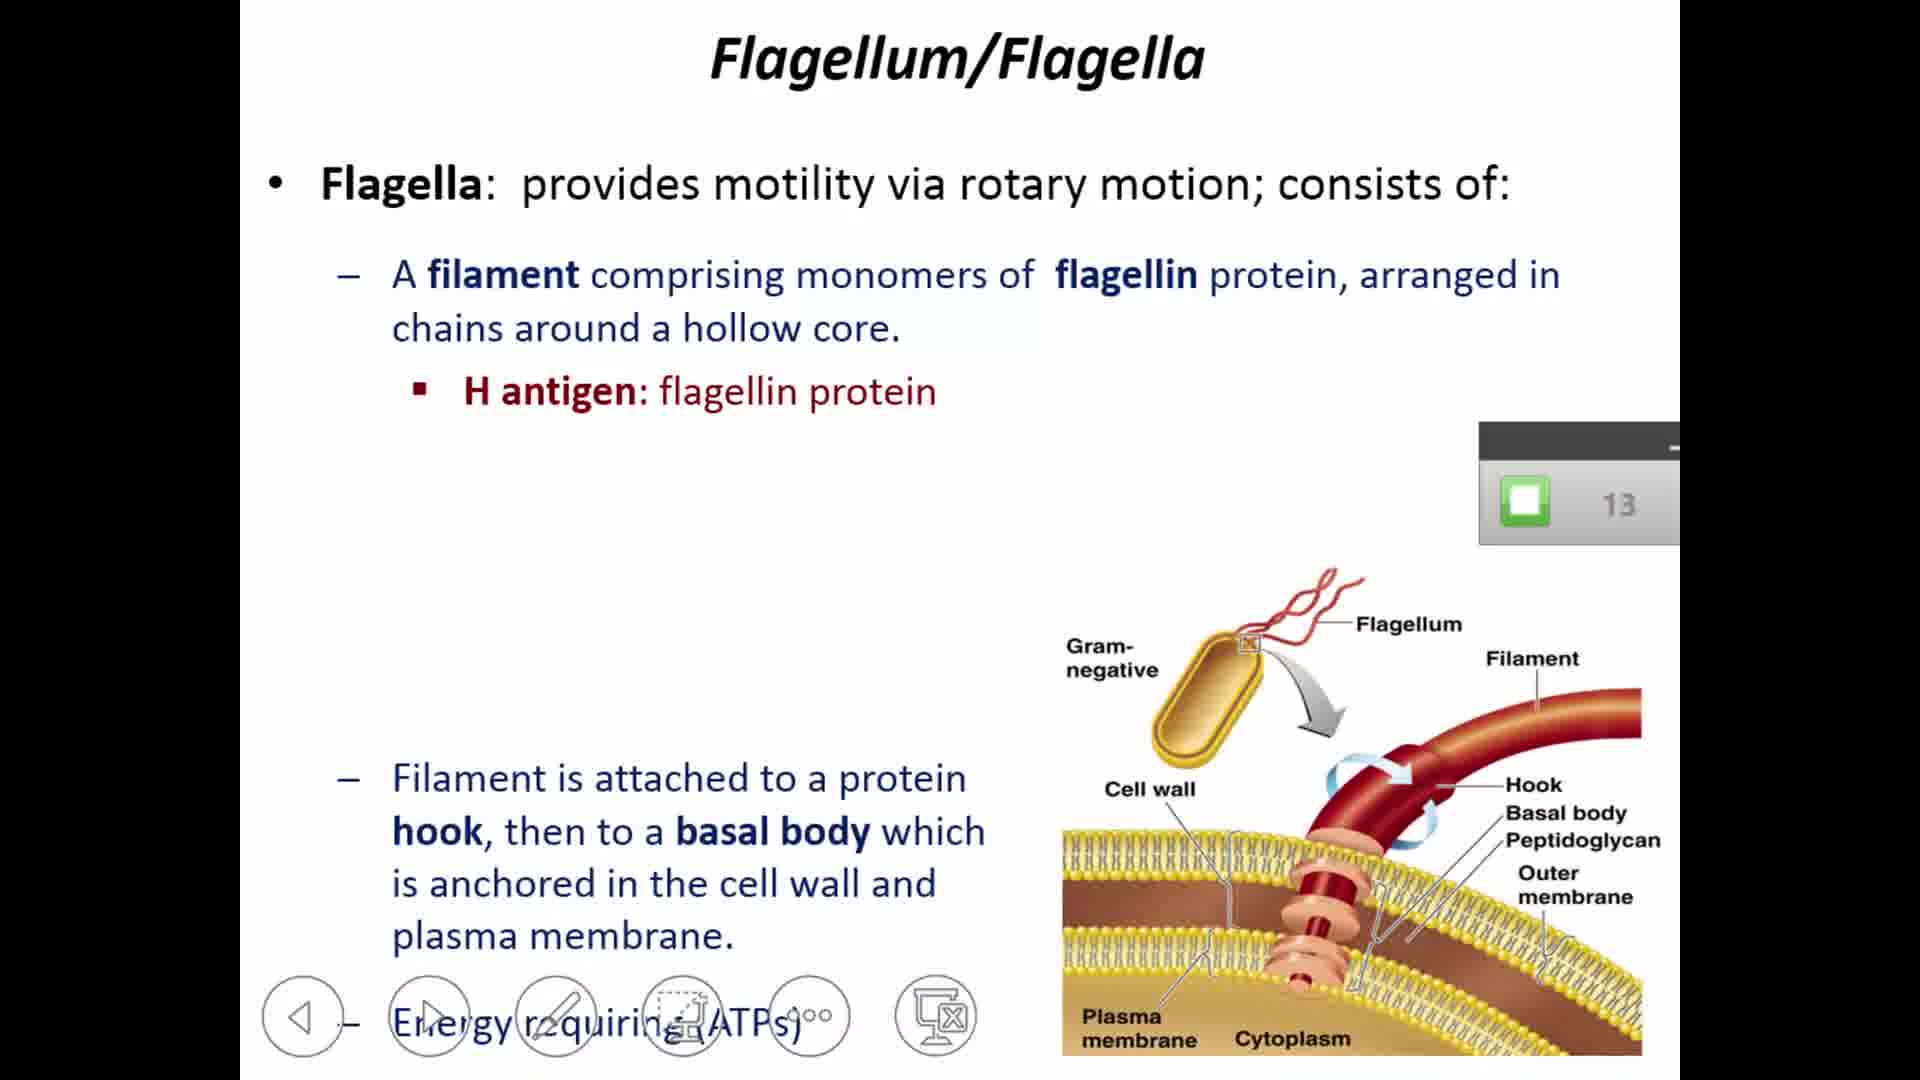 Flagellum/Flagella
• Flagella: provides motility via rotary motion; consists of:
– A filament comprising monomers of flagellin protein, arranged in
chains around a hollow core.
▪ H antigen: flagellin protein
13
Flagellum
Gram-
negative
Filament
Cell wall
Hook
Basal body
Peptidoglycan
Outer
membrane
Plasma
membrane
Cytoplasm
– Filament is attached to a protein
hook, then to a basal body which
is anchored in the cell wall and
plasma membrane.
– Energy requiring (ATPs)